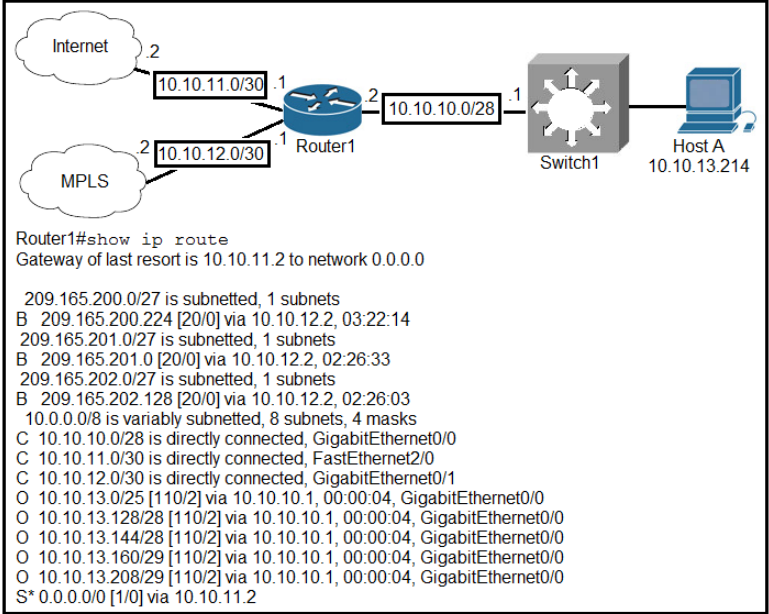 Internet
.2
10.10.11.0/30
.1
.2
10.10.10.0/28
.1
Router1
Switch1
Host A
10.10.13.214
.2
10.10.12.0/30
.1
MPLS
Router1#show ip route
Gateway of last resort is 10.10.11.2 to network 0.0.0.0
209.165.200.0/27 is subnetted, 1 subnets
B 209.165.200.224 [20/0] via 10.10.12.2, 03:22:14
209.165.201.0/27 is subnetted, 1 subnets
B 209.165.201.0 [20/0] via 10.10.12.2, 02:26:33
209.165.202.0/27 is subnetted, 1 subnets
B 209.165.202.128 [20/0] via 10.10.12.2, 02:26:03
10.0.0.0/8 is variably subnetted, 8 subnets, 4 masks
C 10.10.10.0/28 is directly connected, GigabitEthernet0/0
C 10.10.11.0/30 is directly connected, FastEthernet2/0
C 10.10.12.0/30 is directly connected, GigabitEthernet0/1
O 10.10.13.0/25 [110/2] via 10.10.10.1, 00:00:04, GigabitEthernet0/0
O 10.10.13.128/28 [110/2] via 10.10.10.1, 00:00:04, GigabitEthernet0/0
O 10.10.13.144/28 [110/2] via 10.10.10.1, 00:00:04, GigabitEthernet0/0
O 10.10.13.160/29 [110/2] via 10.10.10.1, 00:00:04, GigabitEthernet0/0
O 10.10.13.208/29 [110/2] via 10.10.10.1, 00:00:04, GigabitEthernet0/0
S* 0.0.0.0/0 [1/0] via 10.10.11.2